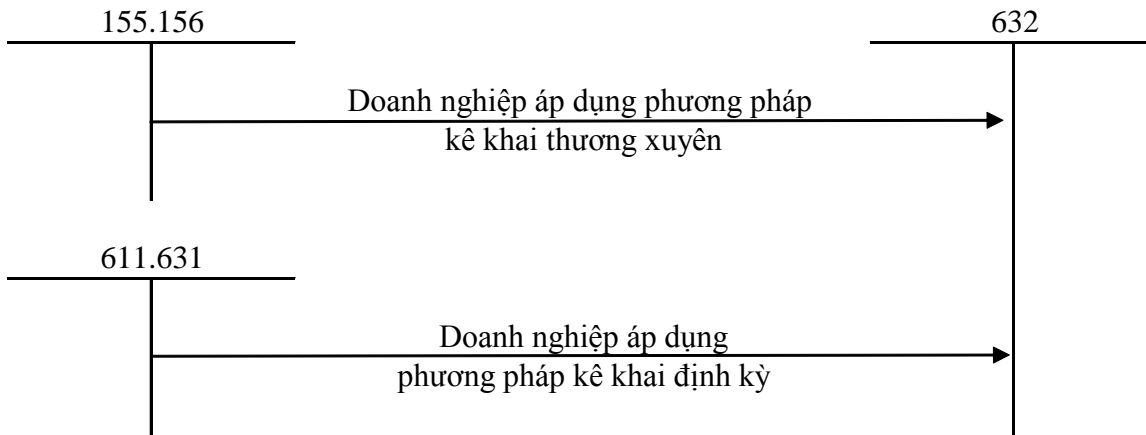 155.156
632
Doanh nghiệp áp dụng phương pháp
kê khai thương xuyên
611.631
Doanh nghiệp áp dụng
phương pháp kê khai định kỳ